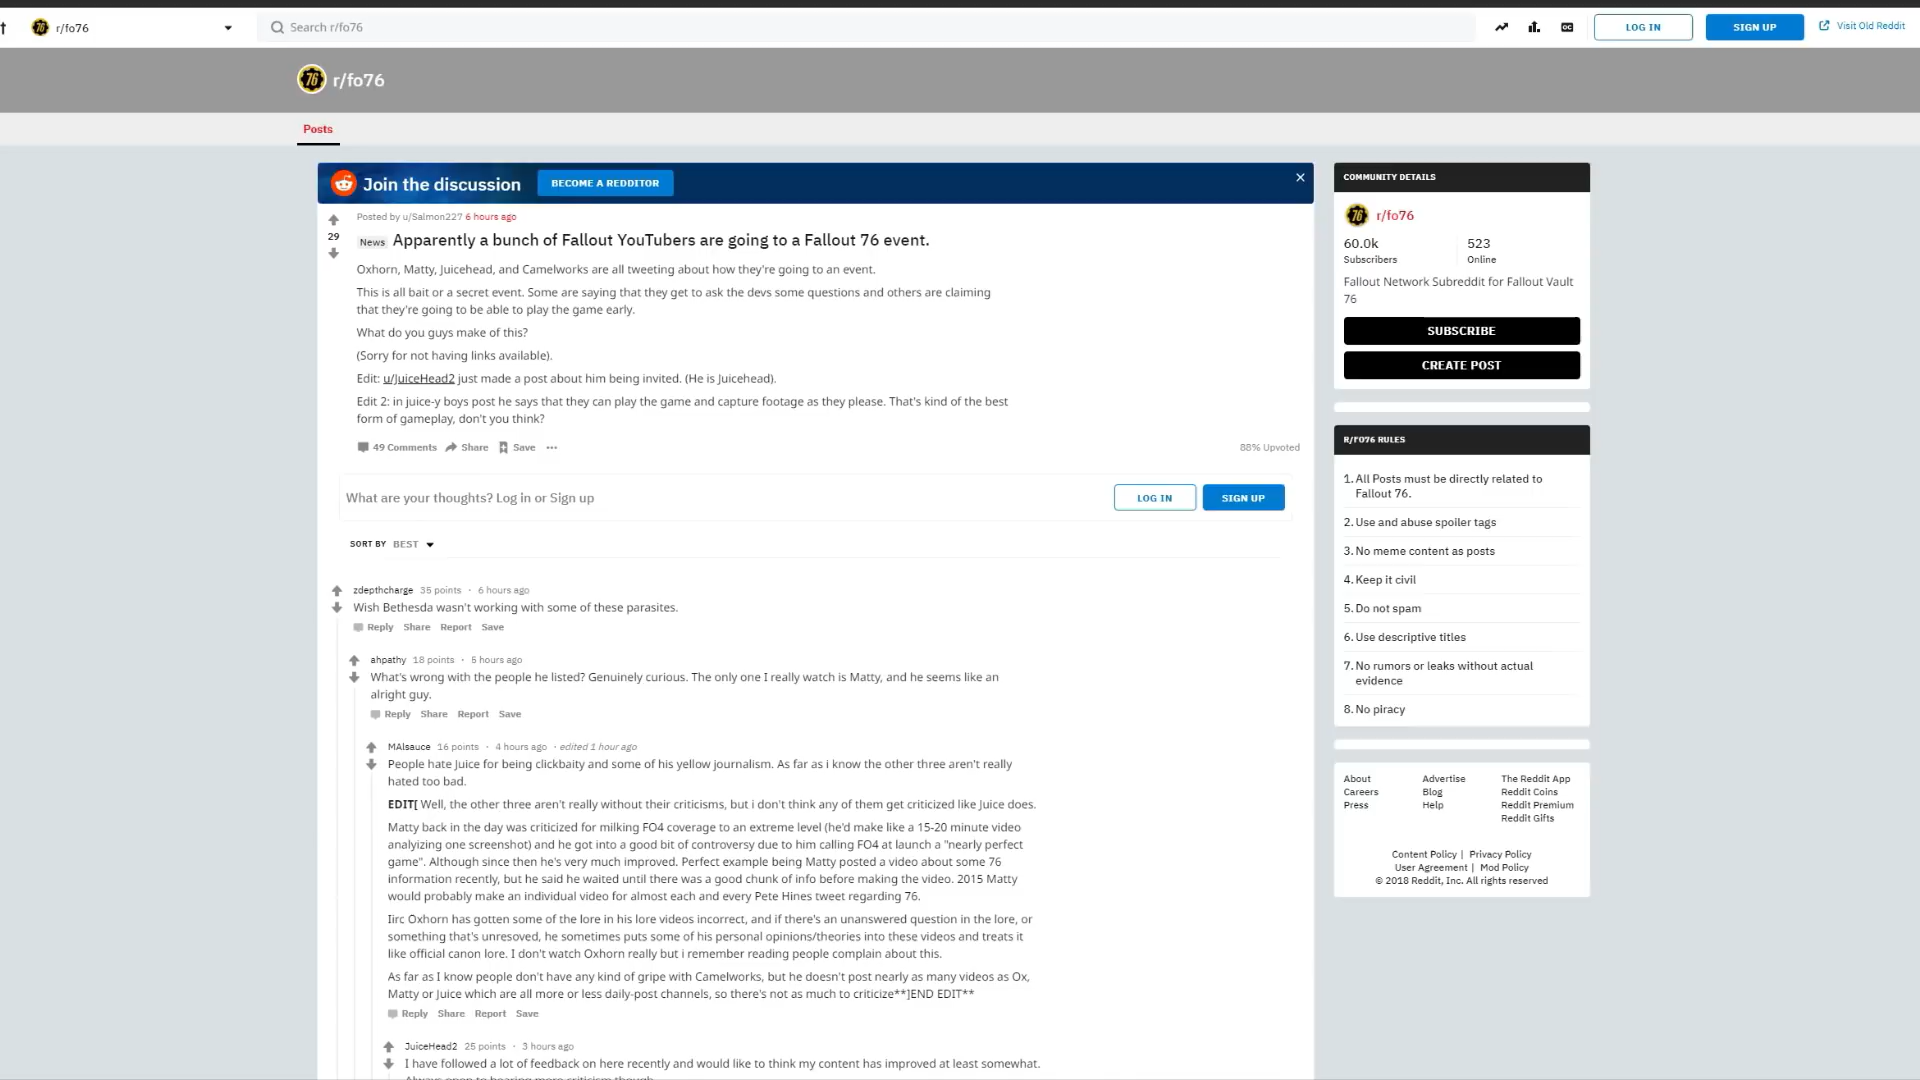 r/fo76
Search r/fo76
LOG IN
SIGN UP
Visit Old Reddit
76 r/fo76
Posts
Join the discussion
BECOME A REDDITOR
Posted by u/Salmon227 6 hours ago
29
News Apparently a bunch of Fallout YouTubers are going to a Fallout 76 event.
Oxhorn, Matty, Juicehead, and Camelworks are all tweeting about how they're going to an event.
This is all bait or a secret event. Some are saying that they get to ask the devs some questions and others are claiming
that they're going to be able to play the game early.
What do you guys make of this?
(Sorry for not having links available).
Edit: u/JuiceHead2 just made a post about him being invited. (He is Juicehead).
Edit 2: in juice-y boys post he says that they can play the game and capture footage as they please. That's kind of the best
form of gameplay, don't you think?
49 Comments Share Save ...
88% Upvoted
What are your thoughts? Log in or Sign up
LOG IN
SIGN UP
SORT BY BEST
zdepthcharge 35 points · 6 hours ago
Wish Bethesda wasn't working with some of these parasites.
Reply Share Report Save
ahpathy 18 points · 5 hours ago
What's wrong with the people he listed? Genuinely curious. The only one I really watch is Matty, and he seems like an
alright guy.
Reply Share Report Save
MAlsauce 16 points · 4 hours ago · edited 1 hour ago
People hate Juice for being clickbaity and some of his yellow journalism. As far as i know the other three aren't really
hated too bad.
EDIT[ Well, the other three aren't really without their criticisms, but i don't think any of them get criticized like Juice does.
Matty back in the day was criticized for milking FO4 coverage to an extreme level (he'd make like a 15-20 minute video
analyizing one screenshot) and he got into a good bit of controversy due to him calling FO4 at launch a "nearly perfect
game". Although since then he's very much improved. Perfect example being Matty posted a video about some 76
information recently, but he said he waited until there was a good chunk of info before making the video. 2015 Matty
would probably make an individual video for almost each and every Pete Hines tweet regarding 76.
Iirc Oxhorn has gotten some of the lore in his lore videos incorrect, and if there's an unanswered question in the lore, or
something that's unresoved, he sometimes puts some of his personal opinions/theories into these videos and treats it
like official canon lore. I don't watch Oxhorn really but i remember reading people complain about this.
As far as I know people don't have any kind of gripe with Camelworks, but he doesn't post nearly as many videos as Ox,
Matty or Juice which are all more or less daily-post channels, so there's not as much to criticize**]END EDIT**
Reply Share Report Save
JuiceHead2 25 points · 3 hours ago
I have followed a lot of feedback on here recently and would like to think my content has improved at least somewhat.
Always open to hearing more criticism though
COMMUNITY DETAILS
76 r/fo76
60.0k
Subscribers
523
Online
Fallout Network Subreddit for Fallout Vault
76
SUBSCRIBE
CREATE POST
R/FO76 RULES
1. All Posts must be directly related to
Fallout 76.
2. Use and abuse spoiler tags
3. No meme content as posts
4. Keep it civil
5. Do not spam
6. Use descriptive titles
7. No rumors or leaks without actual
evidence
8. No piracy
About
Careers
Press
Advertise
Blog
Help
The Reddit App
Reddit Coins
Reddit Premium
Reddit Gifts
Content Policy | Privacy Policy
User Agreement | Mod Policy
© 2018 Reddit, Inc. All rights reserved